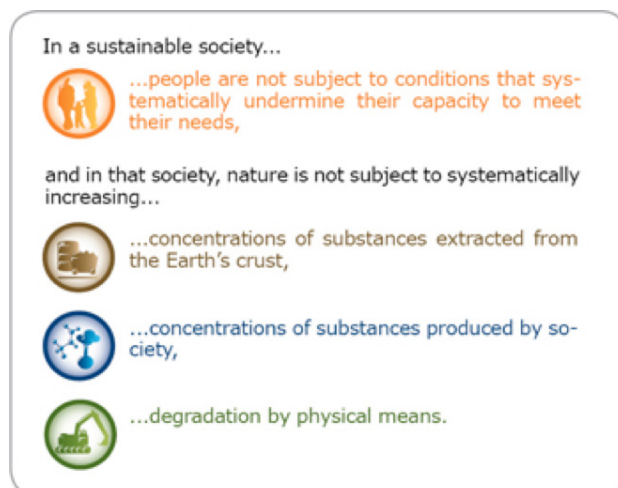 In a sustainable society...
...people are not subject to conditions that sys-
tematically undermine their capacity to meet
their needs,
and in that society, nature is not subject to systematically
increasing...
...concentrations of substances extracted from
the Earth's crust,
...concentrations of substances produced by so-
ciety,
...degradation by physical means.